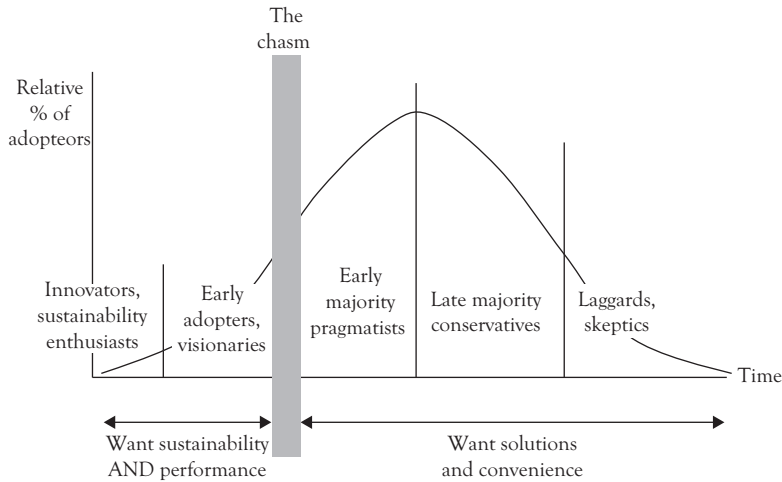 The
chasm
Relative
% of
adopteors
Innovators,
sustainability
enthusiasts
Early
adopters,
visionaries
Early
majority
pragmatists
Late majority
conservatives
Laggards,
skeptics
Time
Want sustainability
AND performance
Want solutions
and convenience